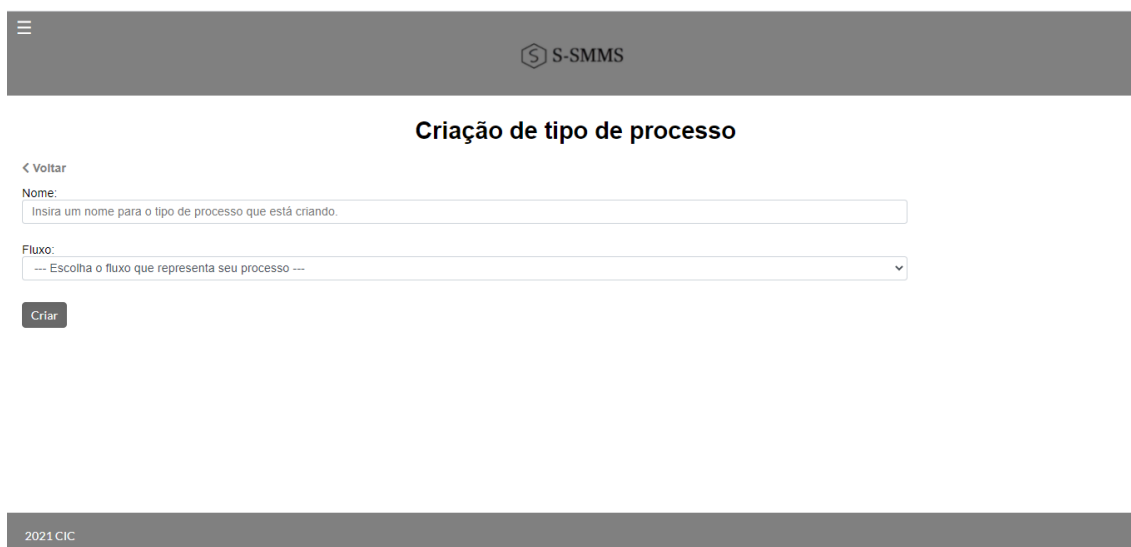 ☰
S-SMMS
Criação de tipo de processo
< Voltar
Nome:
Insira um nome para o tipo de processo que está criando.
Fluxo:
--- Escolha o fluxo que representa seu processo ---
Criar
2021 CIC